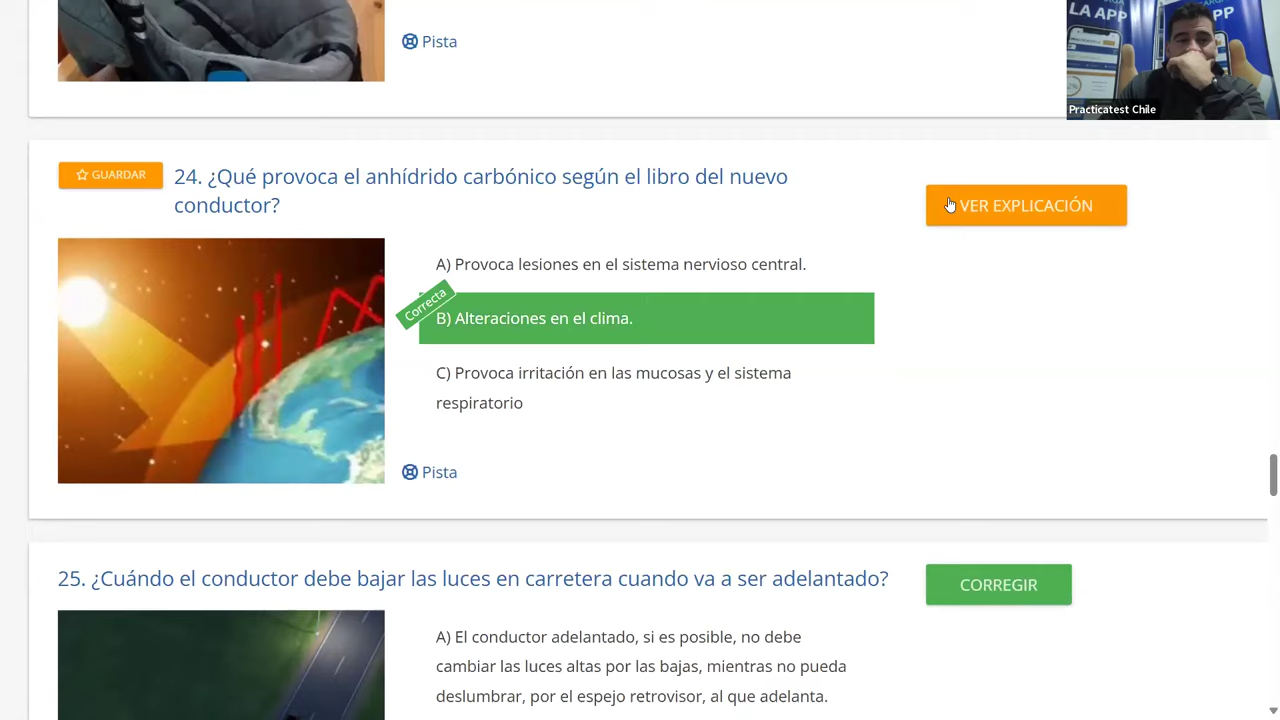 LA APP
PP
Practicatest Chile
Pista
GUARDAR
24. ¿Qué provoca el anhídrido carbónico según el libro del nuevo
conductor?
VER EXPLICACIÓN
A) Provoca lesiones en el sistema nervioso central.
Correcta
B) Alteraciones en el clima.
C) Provoca irritación en las mucosas y el sistema
respiratorio
Pista
25. ¿Cuándo el conductor debe bajar las luces en carretera cuando va a ser adelantado?
CORREGIR
A) El conductor adelantado, si es posible, no debe
cambiar las luces altas por las bajas, mientras no pueda
deslumbrar, por el espejo retrovisor, al que adelanta.